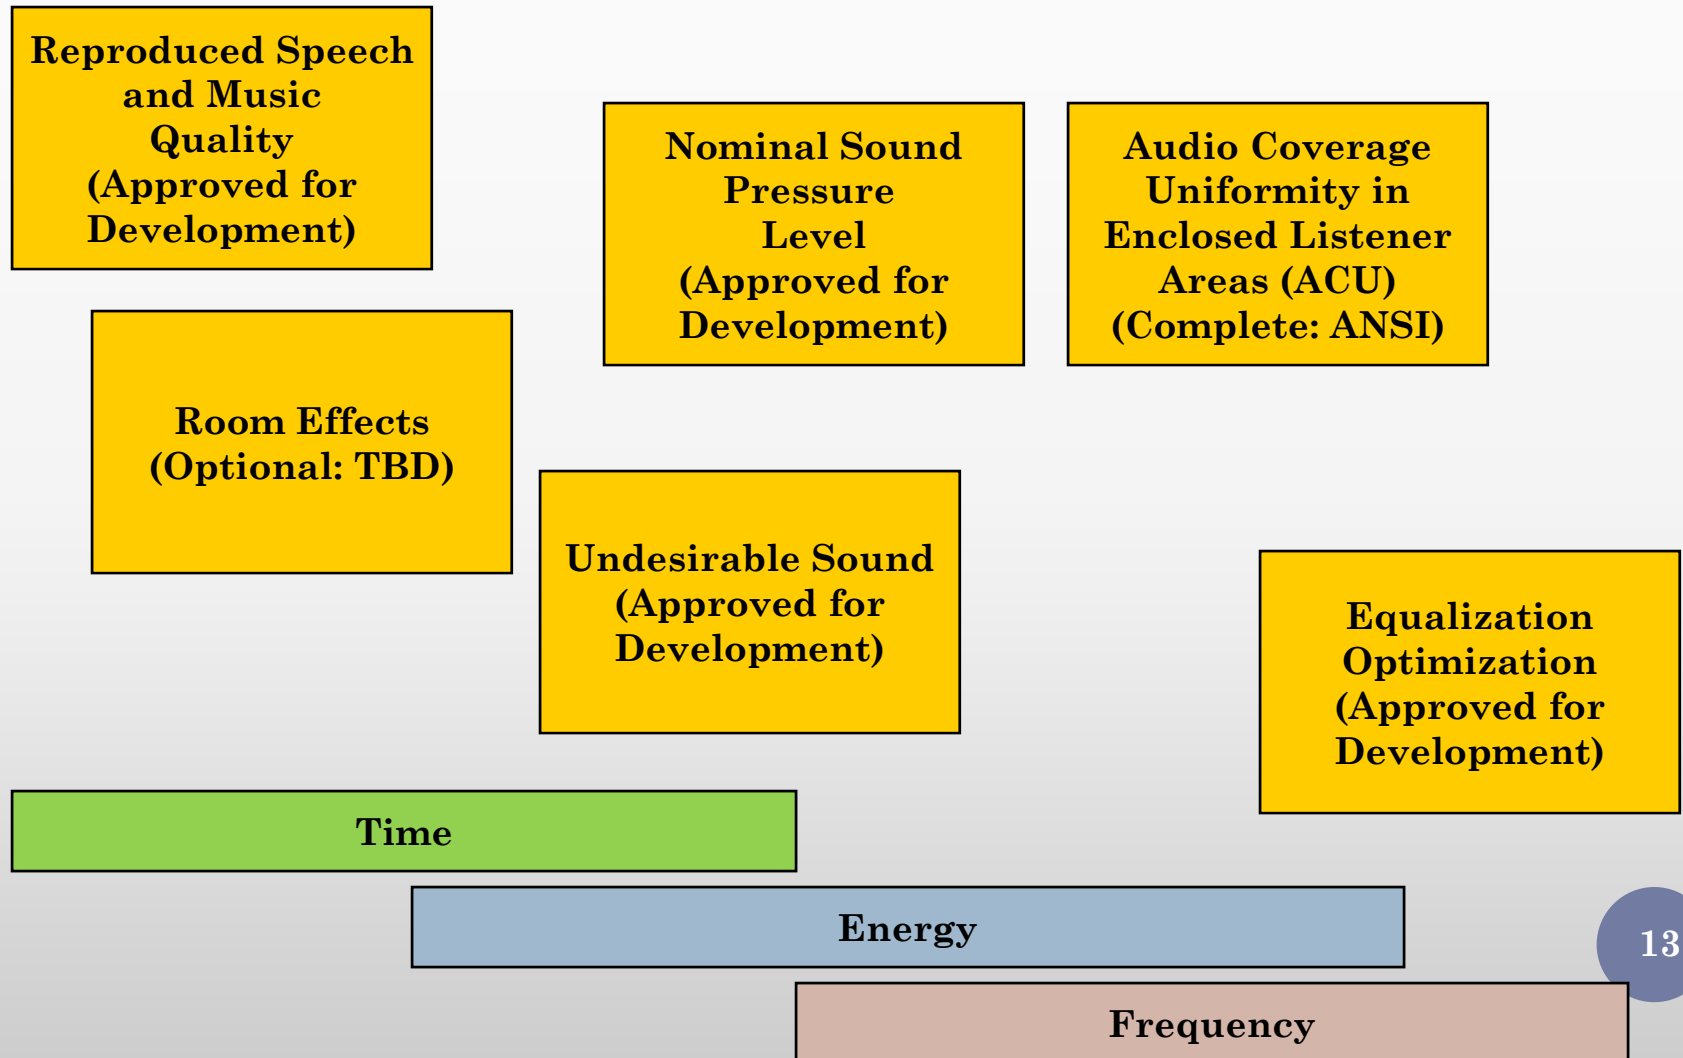 Reproduced Speech
and Music
Quality
(Approved for
Development)
Nominal Sound
Pressure
Level
(Approved for
Development)
Audio Coverage
Uniformity in
Enclosed Listener
Areas (ACU)
(Complete: ANSI)
Room Effects
(Optional: TBD)
Undesirable Sound
(Approved for
Development)
Equalization
Optimization
(Approved for
Development)
Time
Energy
13
Frequency